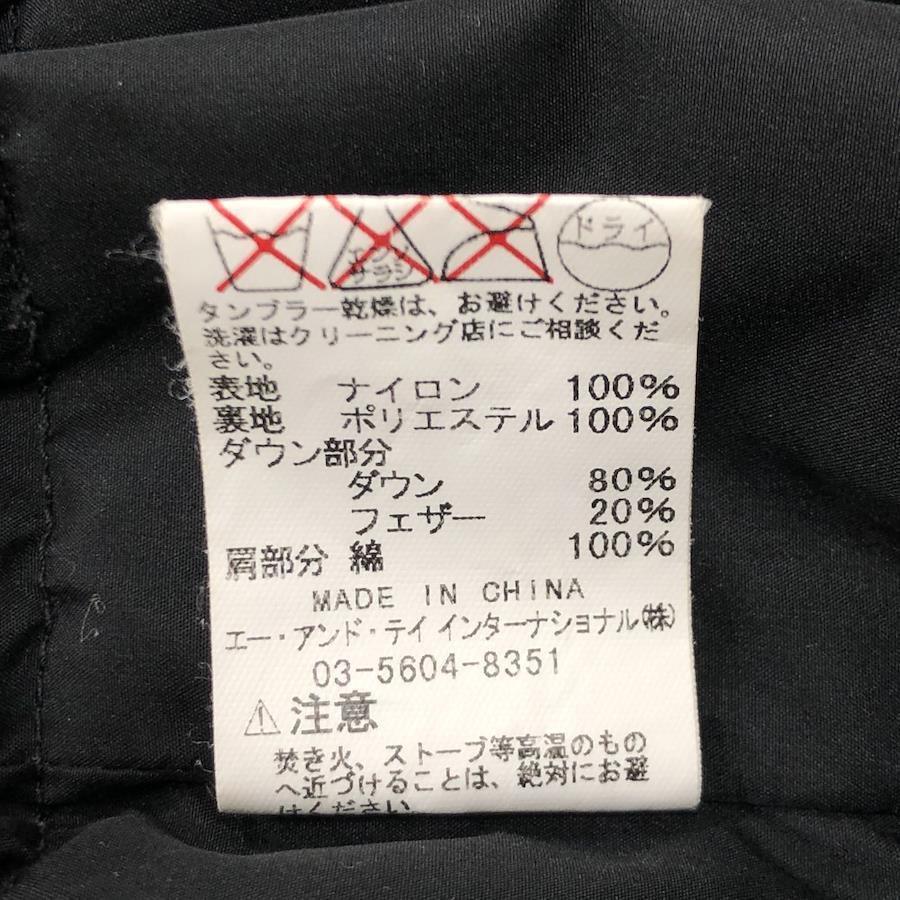 エンソ
サラシ
ドライ
タンブラー乾燥は、お避けください。
洗濯はクリーニング店にご相談くだ
さい。
表地 ナイロン 100%
裏地 ポリエステル 100%
ダウン部分
ダウン 80%
フェザー 20%
肩部分 綿 100%
MADE IN CHINA
エー・アンド・テイ インターナショナル(株)
03-5604-8351
⚠注意
焚き火、ストーブ等高温のもの
へ近づけることは、絶対にお避
けください。